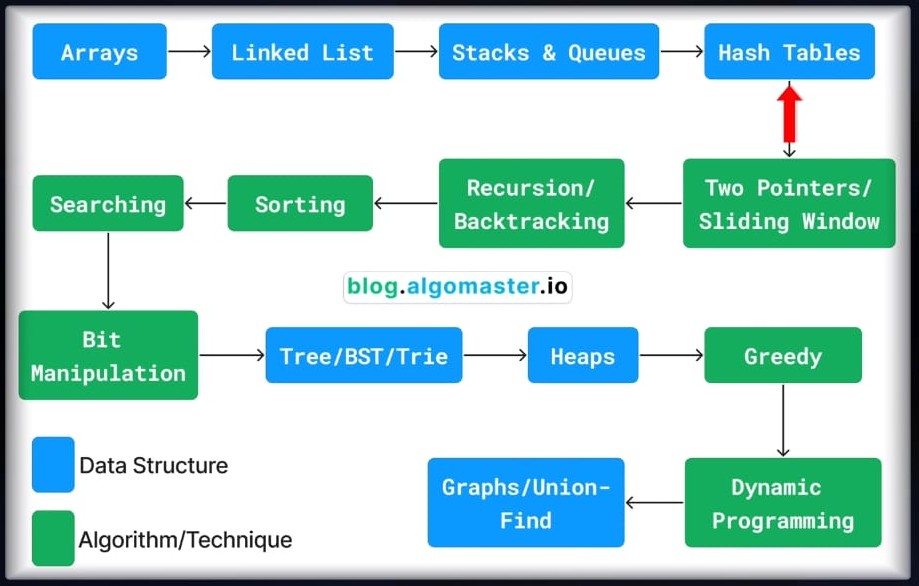 Arrays
Linked List
Stacks & Queues
Hash Tables
Searching
Sorting
Recursion/
Backtracking
Two Pointers/
Sliding Window
blog.algomaster.io
Bit
Manipulation
Tree/BST/Trie
Heaps
Greedy
Data Structure
Graphs/Union-
Find
Dynamic
Programming
Algorithm/Technique